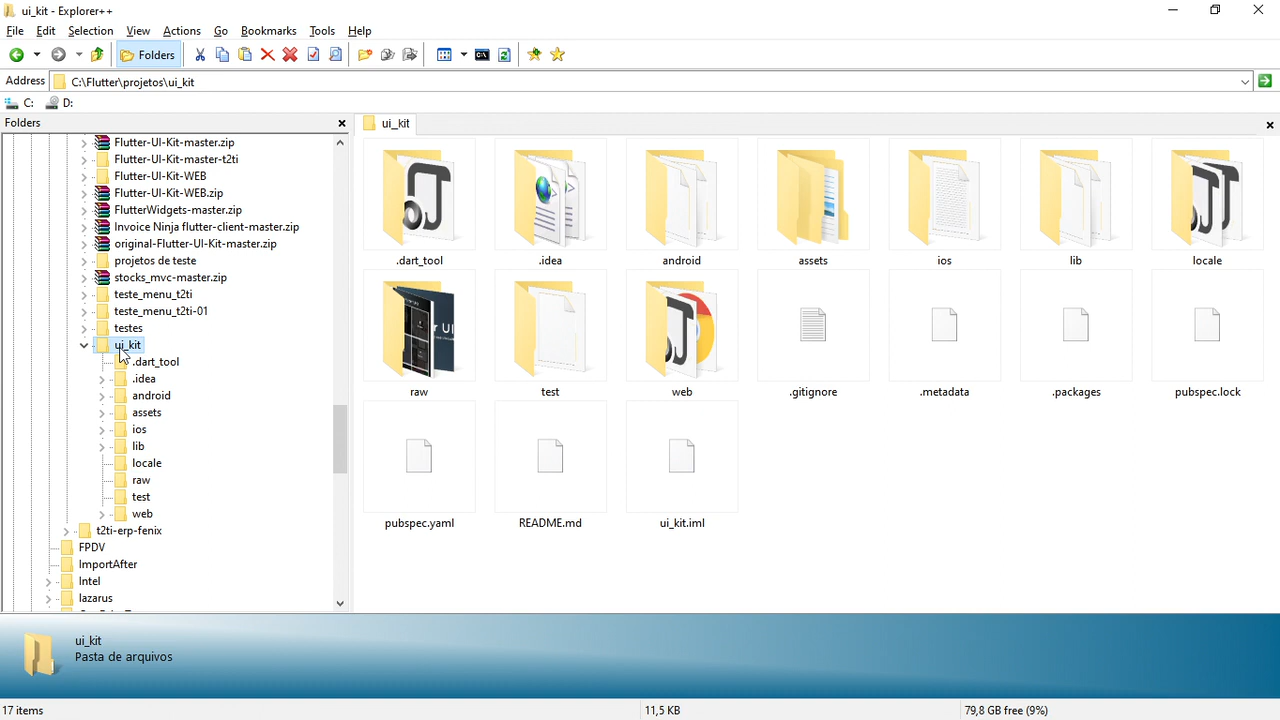 ui_kit - Explorer++
File Edit Selection View Actions Go Bookmarks Tools Help
Folders
Address C:\Flutter\projetos\ui_kit
C: D:
Folders
Flutter-UI-Kit-master.zip
Flutter-UI-Kit-master-t2ti
Flutter-UI-Kit-WEB
Flutter-UI-Kit-WEB.zip
FlutterWidgets-master.zip
Invoice Ninja flutter-client-master.zip
original-Flutter-UI-Kit-master.zip
projetos de teste
stocks_mvc-master.zip
teste_menu_t2ti
teste_menu_t2ti-01
testes
ui_kit
.dart_tool
.idea
android
assets
ios
lib
locale
raw
test
web
t2ti-erp-fenix
FPDV
ImportAfter
Intel
lazarus
ui_kit
.dart_tool .idea android assets ios lib locale
raw test web .gitignore .metadata .packages pubspec.lock
pubspec.yaml README.md ui_kit.iml
ui_kit
Pasta de arquivos
17 items 11,5 KB 79,8 GB free (9%)